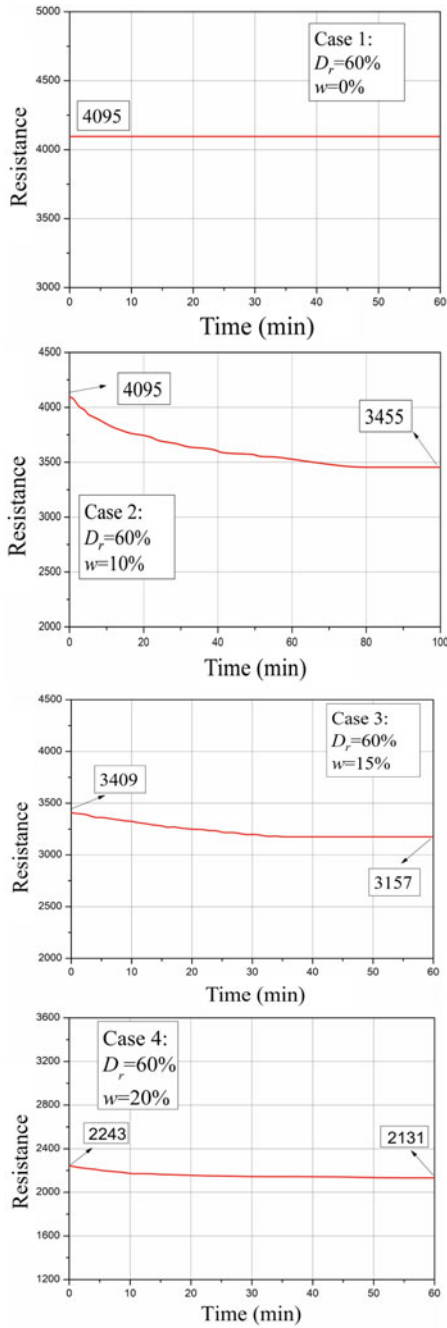 5000
4500
4000
3500
3000
Resistance
Case 1:
Dr=60%
w=0%
4095
0 10 20 30 40 50 60
Time (min)
4500
4000
3500
3000
2500
2000
Resistance
4095
3455
Case 2:
Dr=60%
w=10%
0 20 40 60 80 100
Time (min)
4500
4000
3500
3000
2500
2000
Resistance
Case 3:
Dr=60%
w=15%
3409
3157
0 10 20 30 40 50 60
Time (min)
3600
3200
2800
2400
2000
1600
1200
Resistance
Case 4:
Dr=60%
w=20%
2243
2131
0 10 20 30 40 50 60
Time (min)